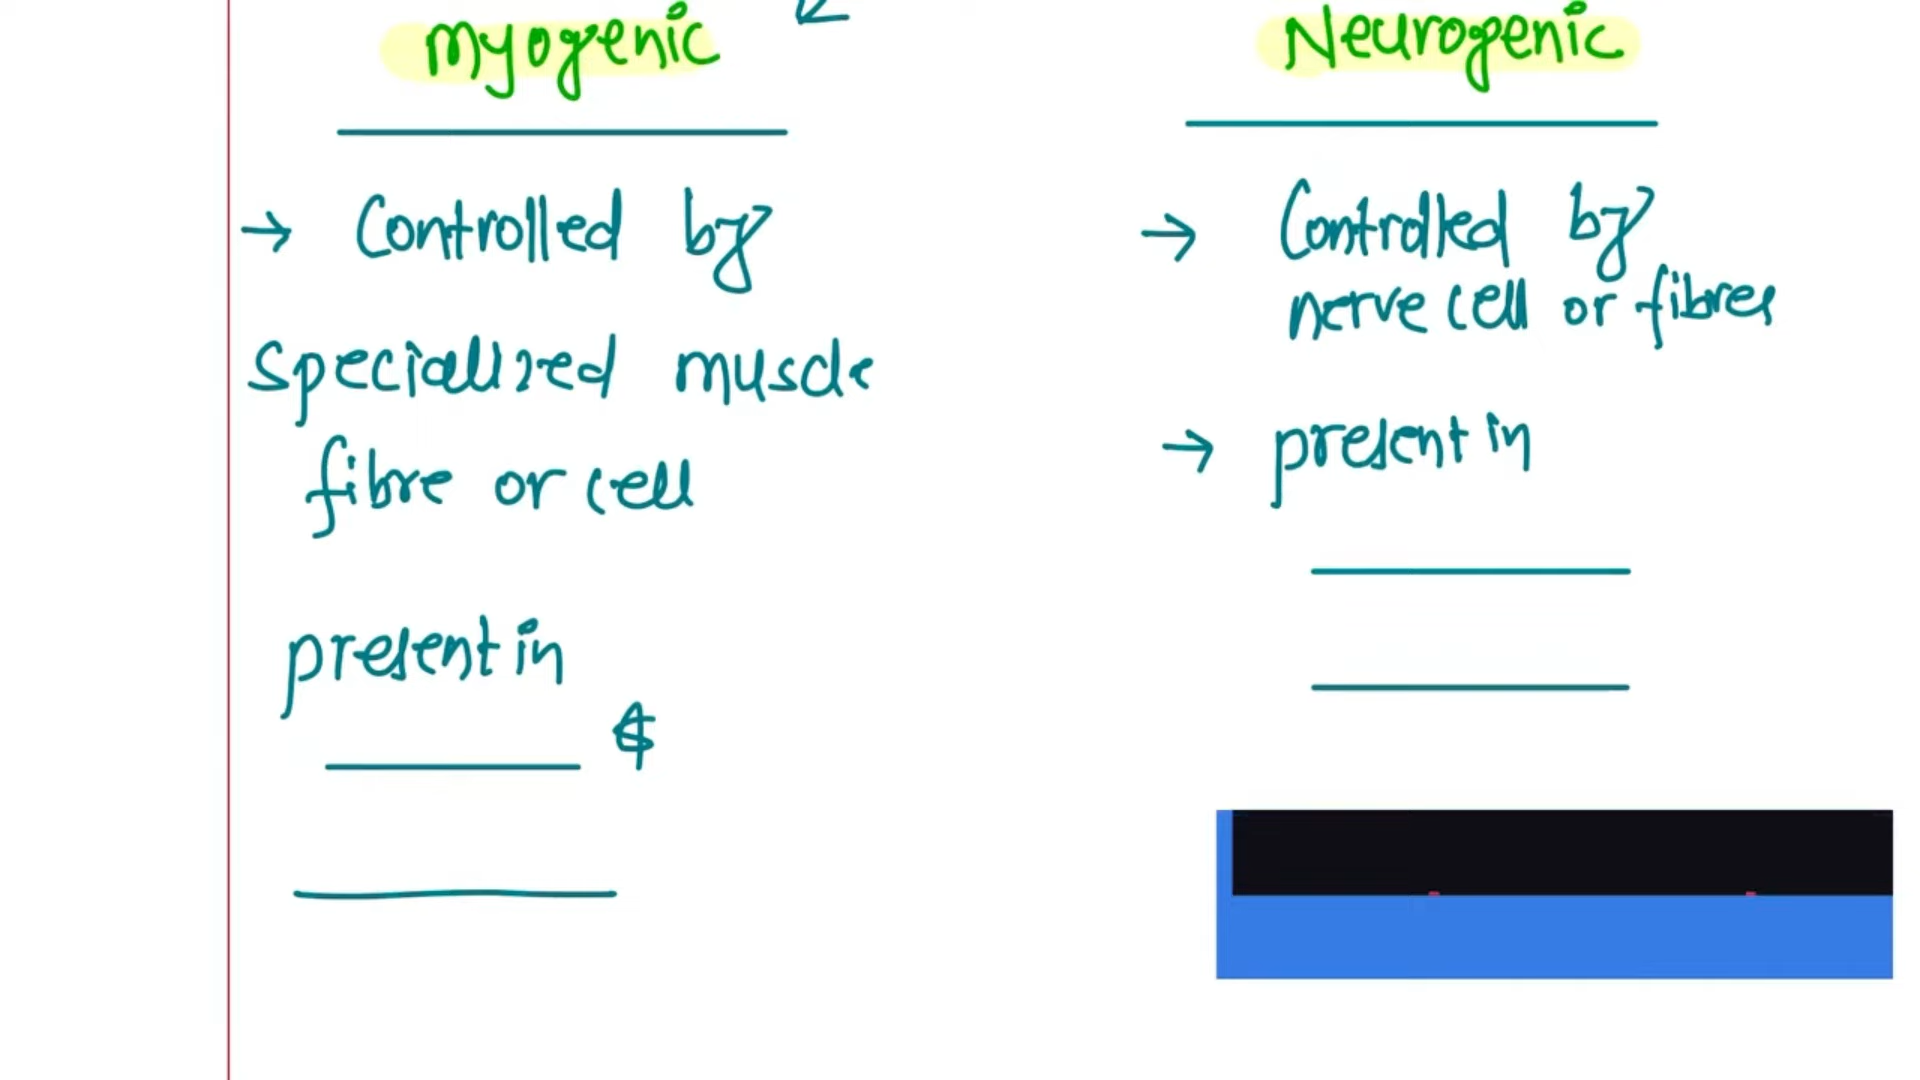 myogenic
Controlled by
specialized muscle
fibre or cell
present in
&
Neurogenic
Controlled by
nerve cell or fibres
present in